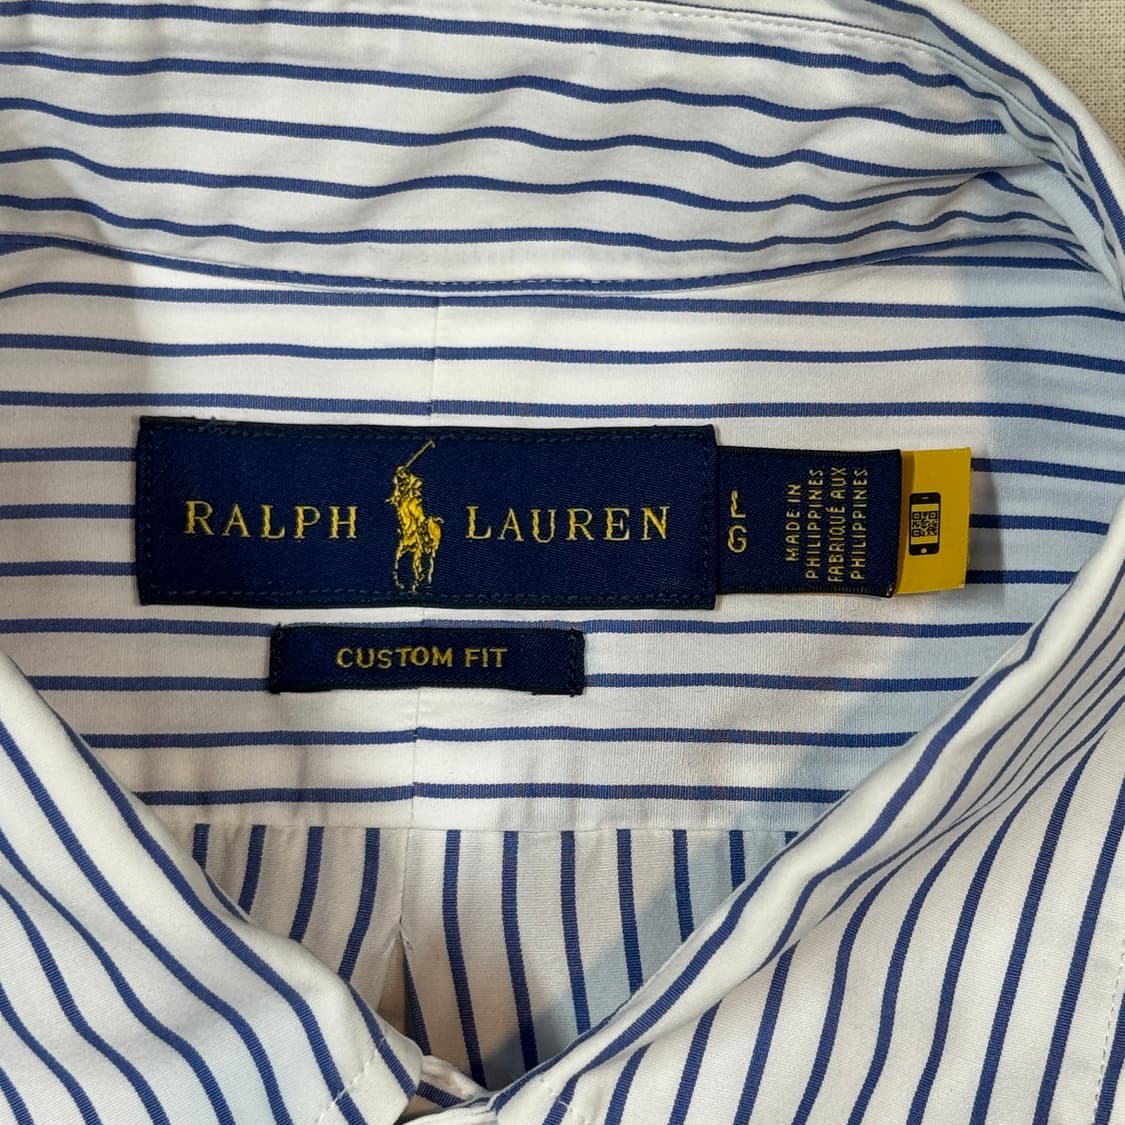 RALPH LAUREN
L
G
MADE IN
PHILIPPINES
FABRIQUÉ AUX
PHILIPPINES
CUSTOM FIT